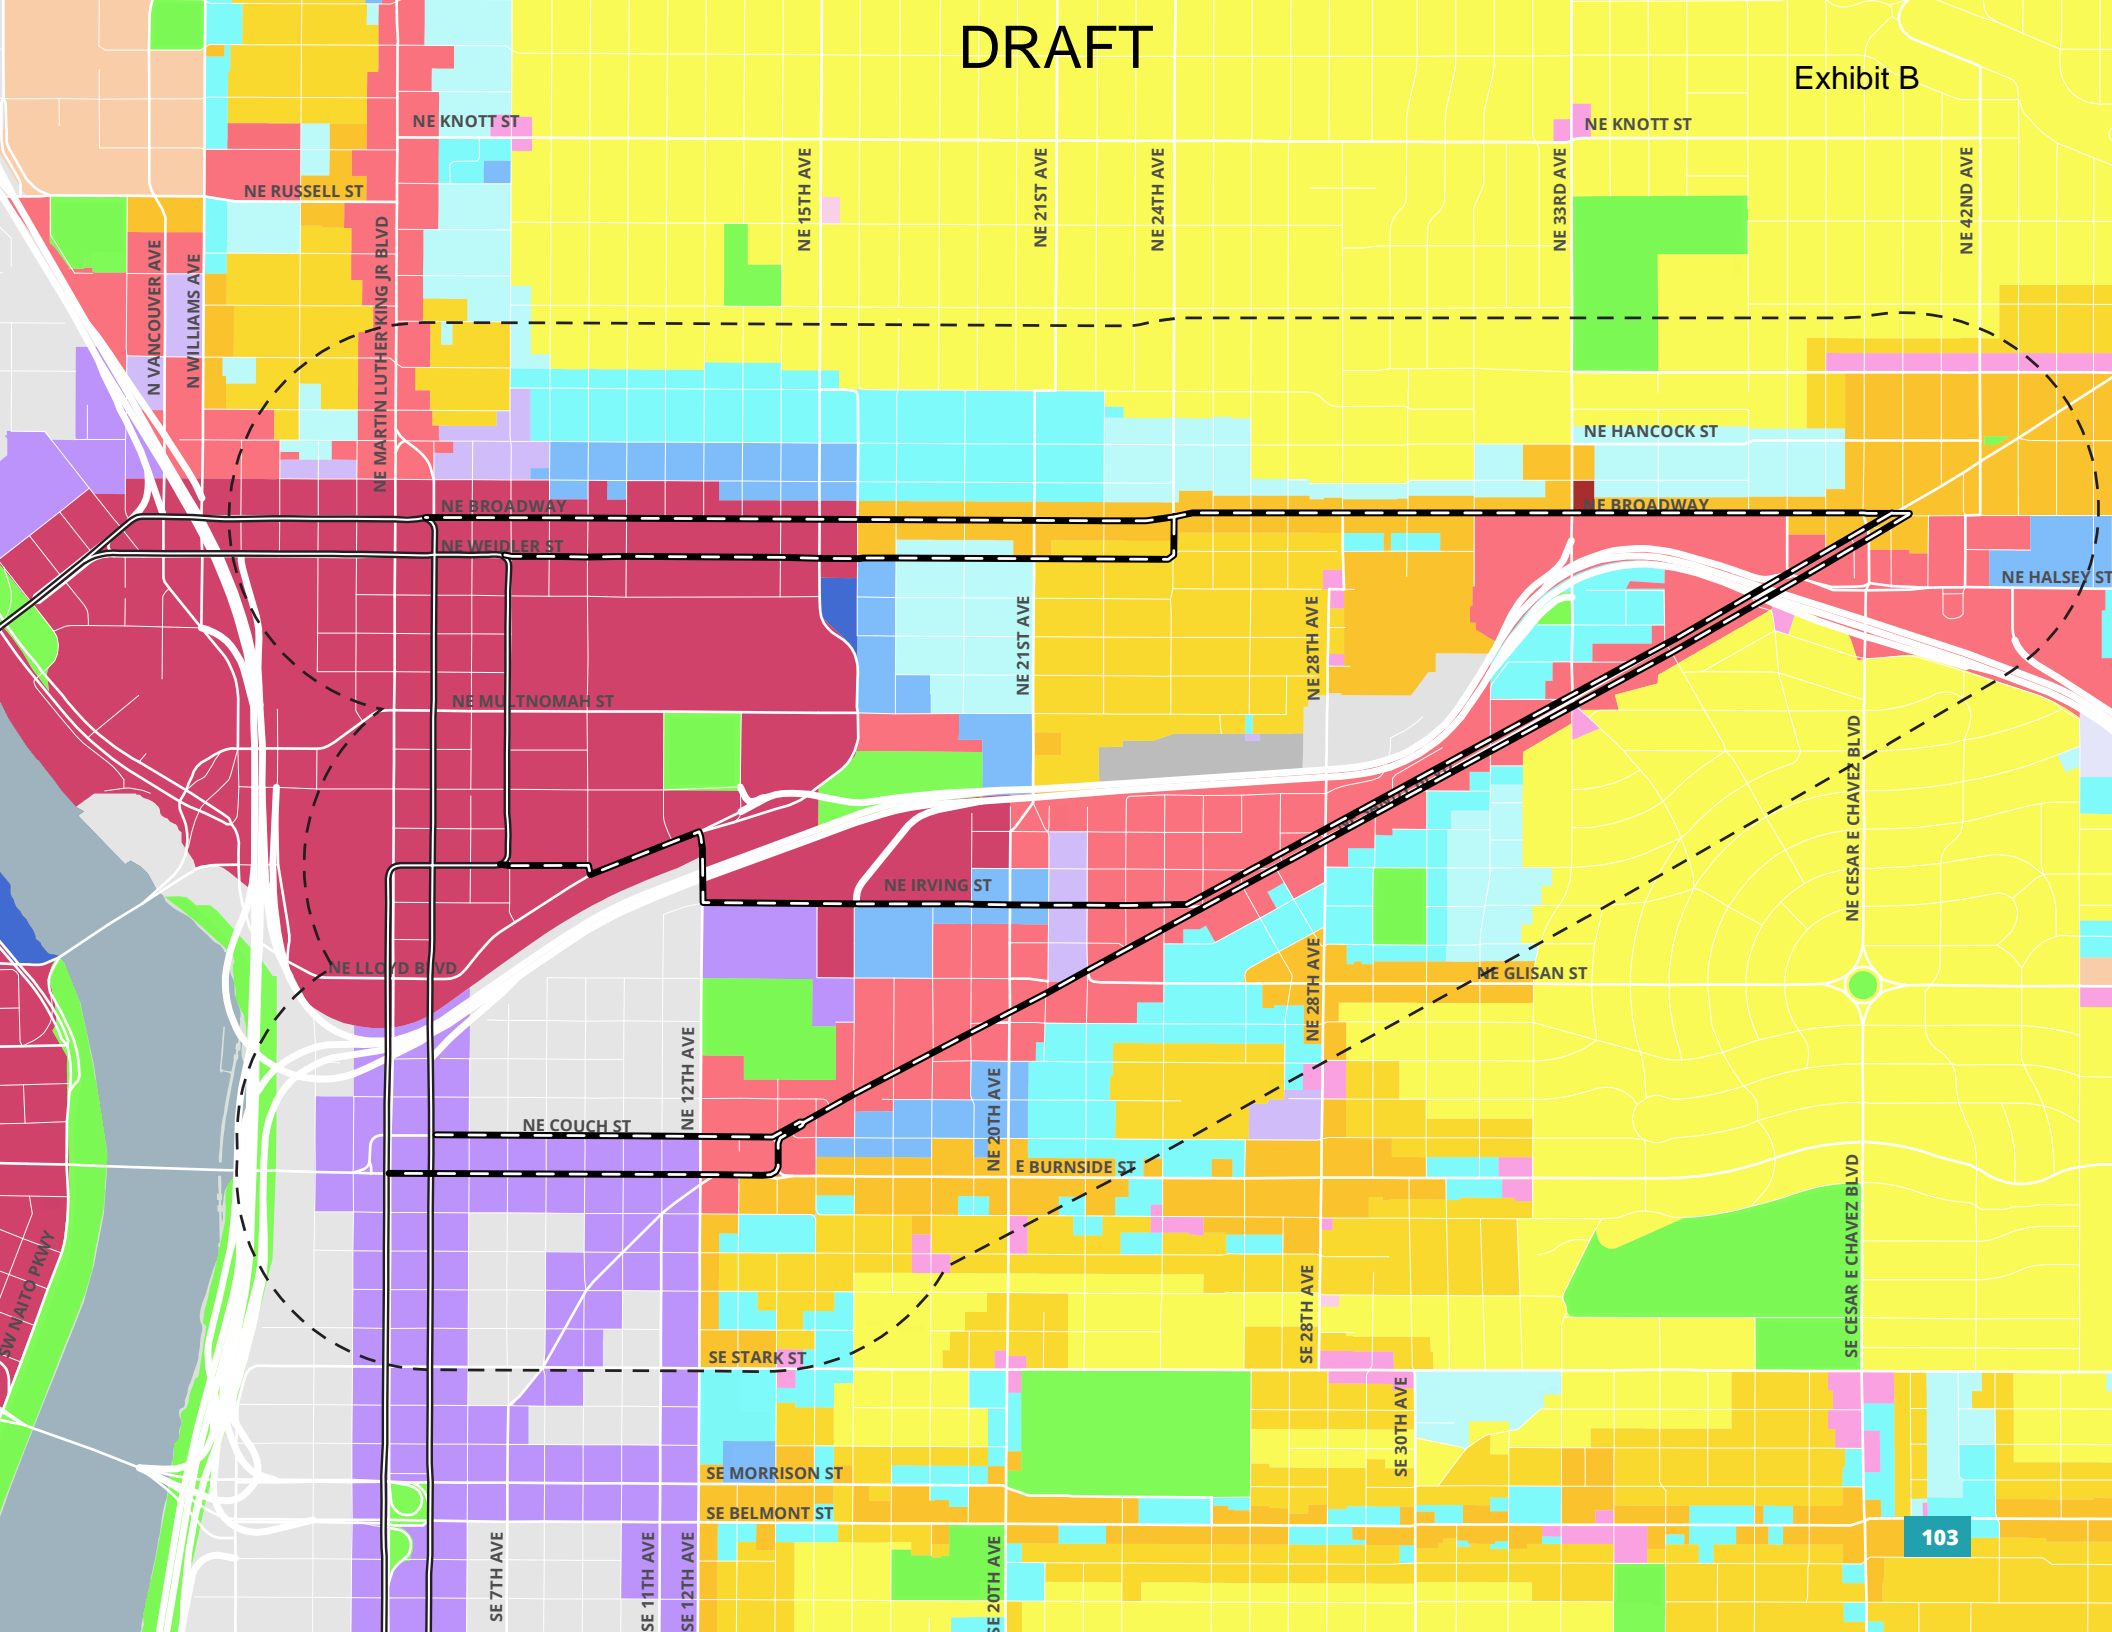 DRAFT
Exhibit B
NE KNOTT ST
NE KNOTT ST
NE RUSSELL ST
NE 15TH AVE
NE 21ST AVE
NE 24TH AVE
NE 33RD AVE
NE 42ND AVE
N VANCOUVER AVE
N WILLIAMS AVE
NE MARTIN LUTHER KING JR BLVD
NE HANCOCK ST
NE BROADWAY
NE BROADWAY
NE WEIDLER ST
NE HALSEY ST
NE 21ST AVE
NE 28TH AVE
NE MULTNOMAH ST
NE CESAR E CHAVEZ BLVD
NE IRVING ST
NE LLOYD BLVD
NE GLISAN ST
NE 28TH AVE
NE 12TH AVE
NE 20TH AVE
NE COUCH ST
E BURNSIDE ST
SE CESAR E CHAVEZ BLVD
SW NAITO PKWY
SE 28TH AVE
SE STARK ST
SE 30TH AVE
SE MORRISON ST
SE BELMONT ST
SE 7TH AVE
SE 11TH AVE
SE 12TH AVE
SE 20TH AVE
103